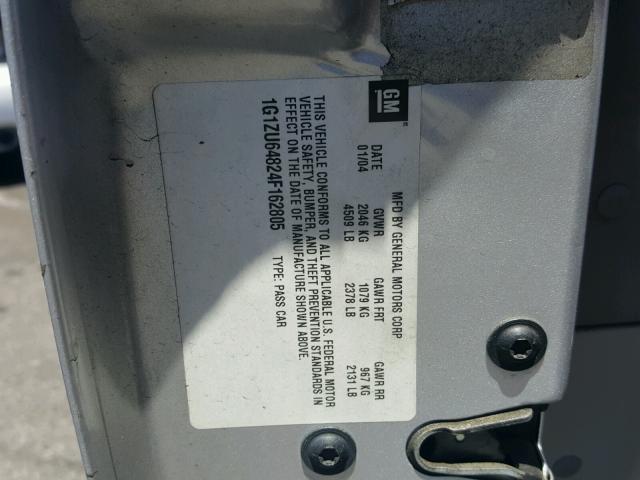 GM
MFD BY GENERAL MOTORS CORP
DATE GVWR GAWR FRT GAWR RR
01/04 2046 KG 1079 KG 967 KG
4509 LB 2378 LB 2131 LB
THIS VEHICLE CONFORMS TO ALL APPLICABLE U.S. FEDERAL MOTOR
VEHICLE SAFETY, BUMPER, AND THEFT PREVENTION STANDARDS IN
EFFECT ON THE DATE OF MANUFACTURE SHOWN ABOVE.
1G1ZU64824F162805 TYPE: PASS CAR